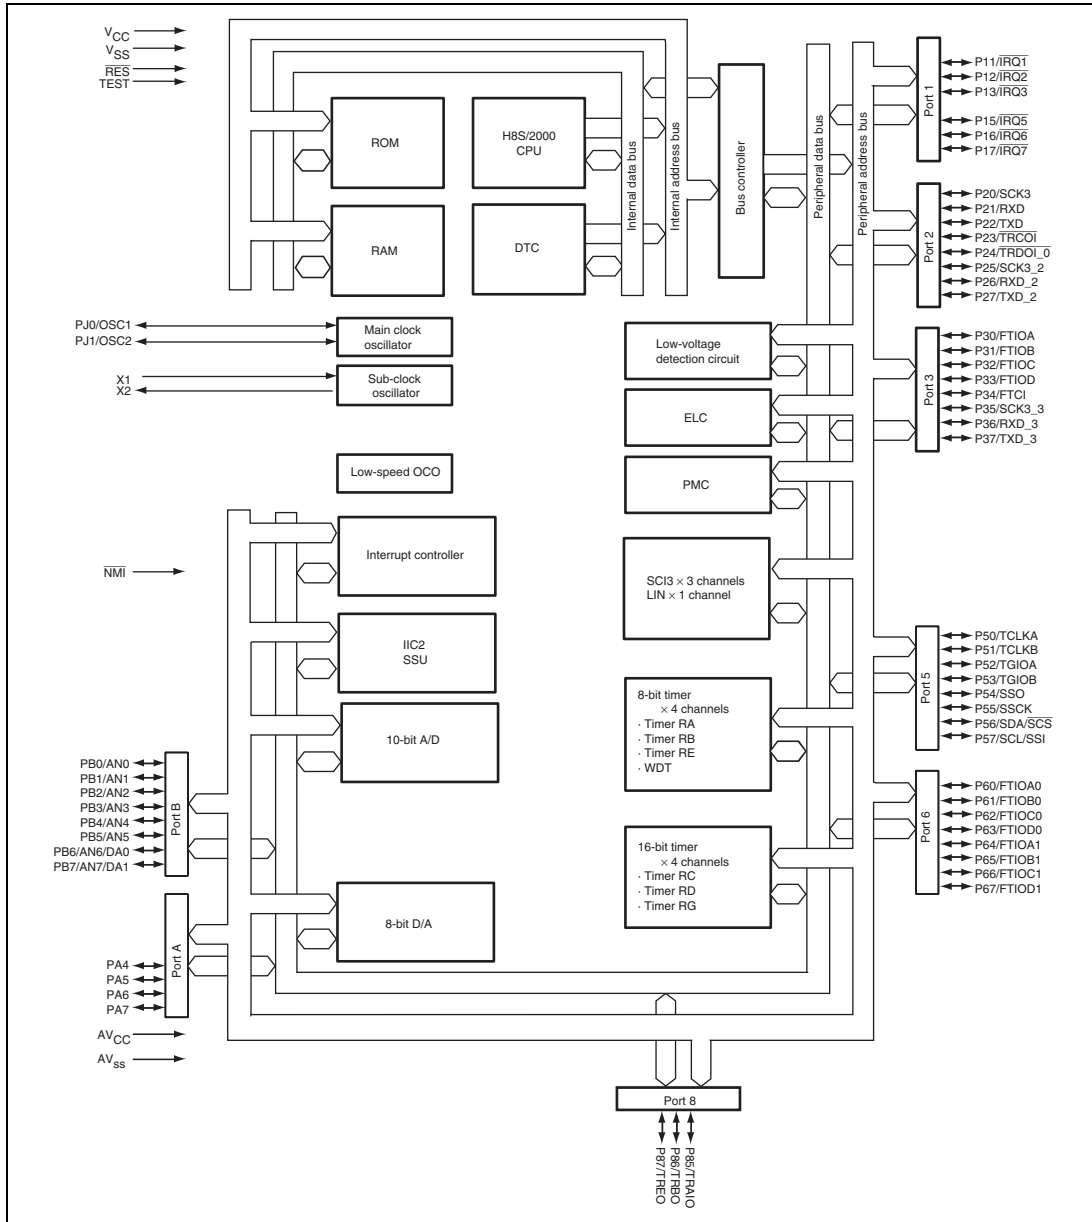 VCC
VSS
RES
TEST
ROM
RAM
H8S/2000
CPU
DTC
Internal data bus
Internal address bus
Bus controller
Peripheral data bus
Peripheral address bus
Port 1
P11/IRQ1
P12/IRQ2
P13/IRQ3
P15/IRQ5
P16/IRQ6
P17/IRQ7
Port 2
P20/SCK3
P21/RXD
P22/TXD
P23/TRCOI
P24/TRDOI_0
P25/SCK3_2
P26/RXD_2
P27/TXD_2
PJ0/OSC1
PJ1/OSC2
Main clock
oscillator
X1
X2
Sub-clock
oscillator
Low-speed OCO
Low-voltage
detection circuit
ELC
PMC
Port 3
P30/FTIOA
P31/FTIOB
P32/FTIOC
P33/FTIOD
P34/FTCI
P35/SCK3_3
P36/RXD_3
P37/TXD_3
NMI
Interrupt controller
IIC2
SSU
10-bit A/D
8-bit D/A
SCI3 × 3 channels
LIN × 1 channel
8-bit timer
× 4 channels
· Timer RA
· Timer RB
· Timer RE
· WDT
16-bit timer
× 4 channels
· Timer RC
· Timer RD
· Timer RG
Port 5
P50/TCLKA
P51/TCLKB
P52/TGIOA
P53/TGIOB
P54/SSO
P55/SSCK
P56/SDA/SCS
P57/SCL/SSI
Port 6
P60/FTIOA0
P61/FTIOB0
P62/FTIOC0
P63/FTIOD0
P64/FTIOA1
P65/FTIOB1
P66/FTIOC1
P67/FTIOD1
PB0/AN0
PB1/AN1
PB2/AN2
PB3/AN3
PB4/AN4
PB5/AN5
PB6/AN6/DA0
PB7/AN7/DA1
Port B
PA4
PA5
PA6
PA7
Port A
AVCC
AVss
Port 8
P87/TREO
P86/TRBO
P85/TRAIO